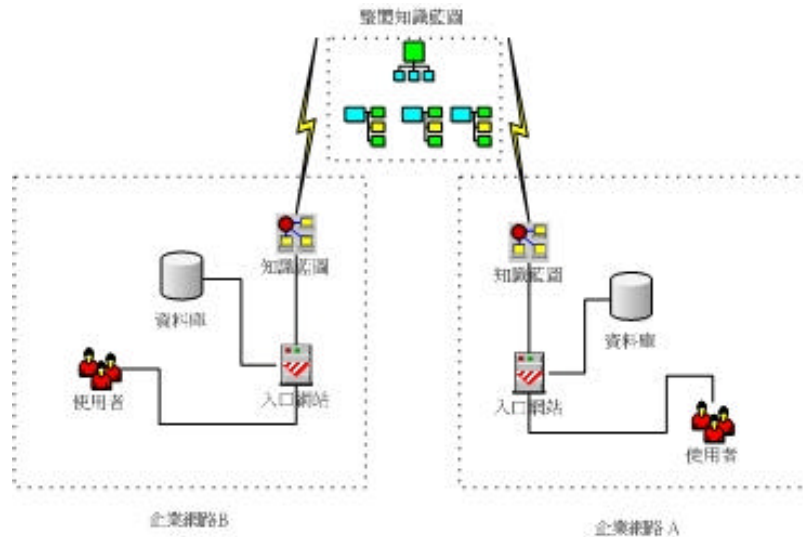 整體知識藍圖
知識藍圖
資料庫
使用者
入口網站
企業網路B
知識藍圖
資料庫
入口網站
使用者
企業網路 A